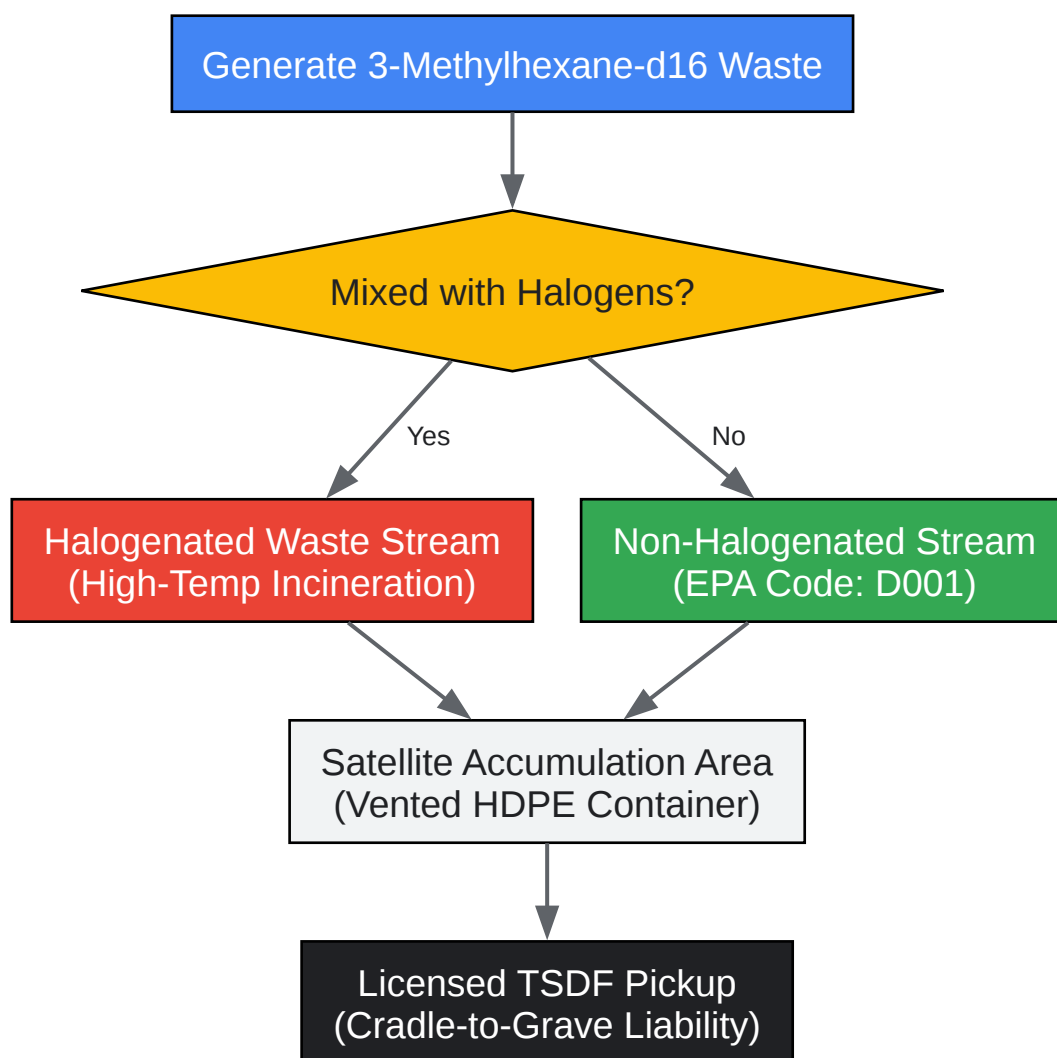 Generate 3-Methylhexane-d16 Waste
Mixed with Halogens?
Yes
No
Halogenated Waste Stream
(High-Temp Incineration)
Non-Halogenated Stream
(EPA Code: D001)
Satellite Accumulation Area
(Vented HDPE Container)
Licensed TSDF Pickup
(Cradle-to-Grave Liability)